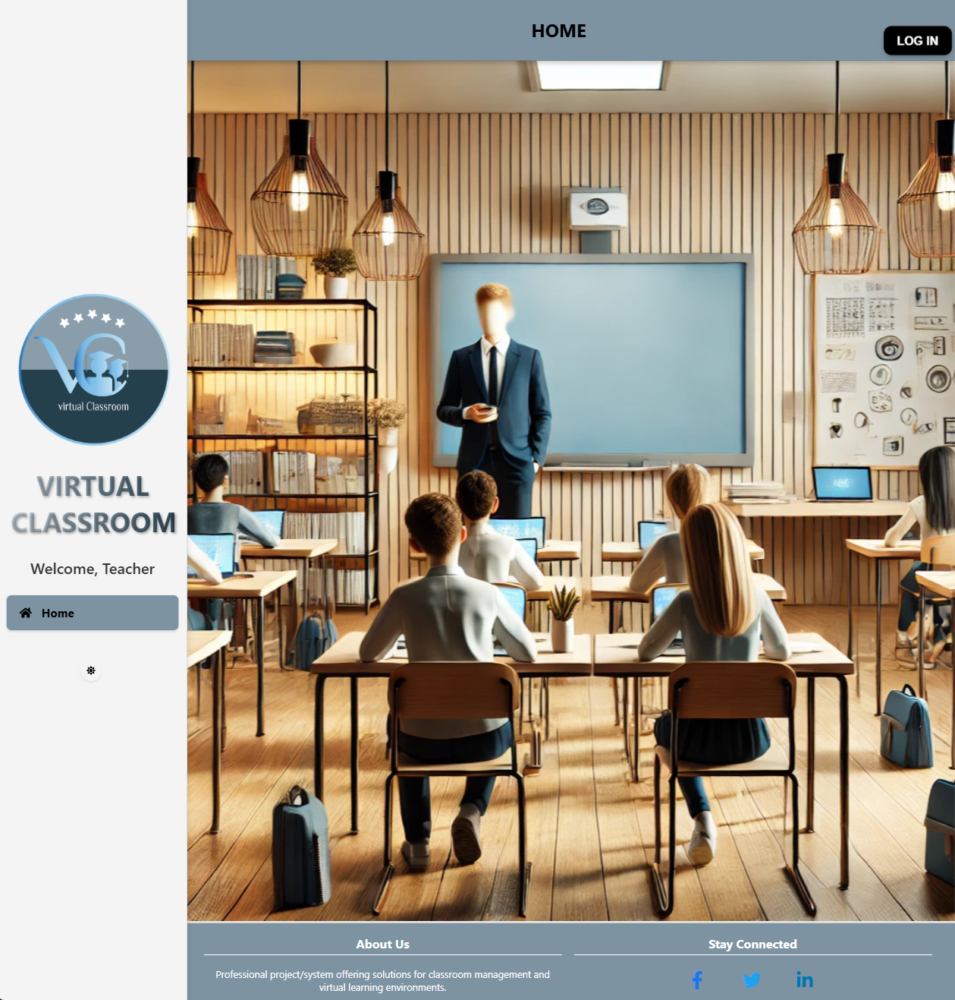 HOME
LOG IN
VC
virtual Classroom
VIRTUAL
CLASSROOM
Welcome, Teacher
Home
About Us
Professional project/system offering solutions for classroom management and
virtual learning environments.
Stay Connected